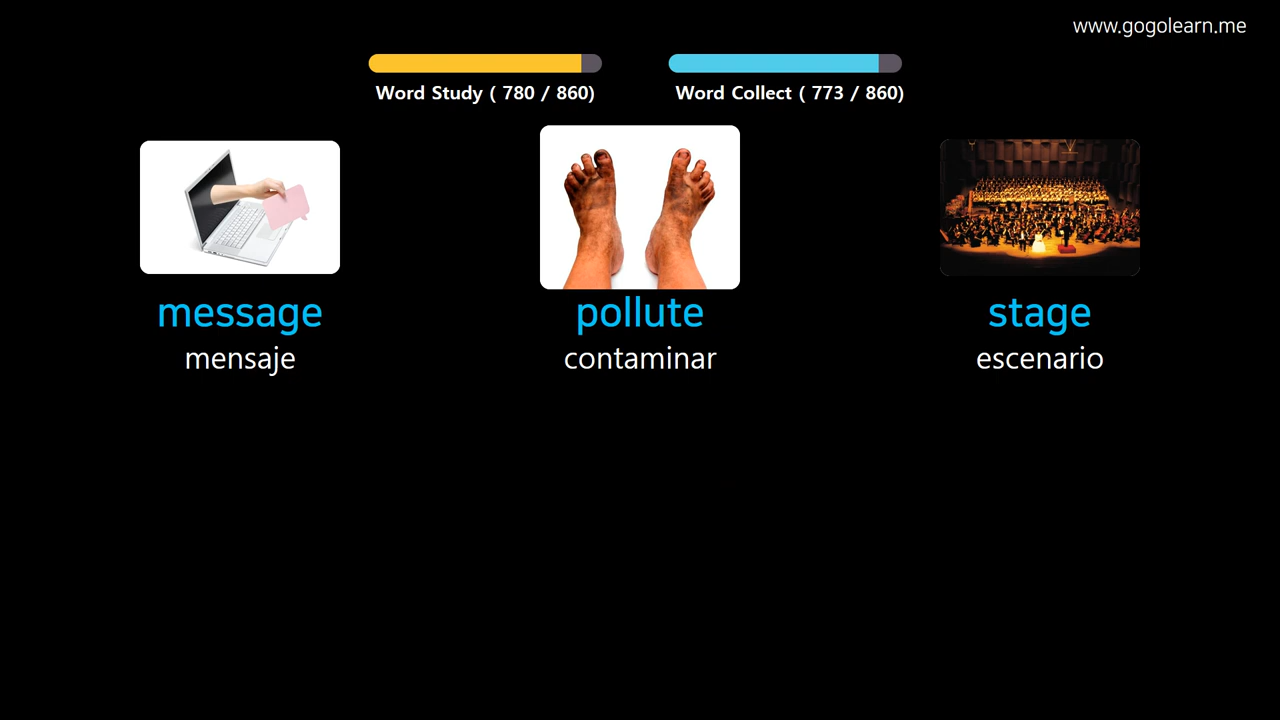 www.gogolearn.me
Word Study ( 780 / 860)
Word Collect ( 773 / 860)
message
pollute
stage
mensaje
contaminar
escenario